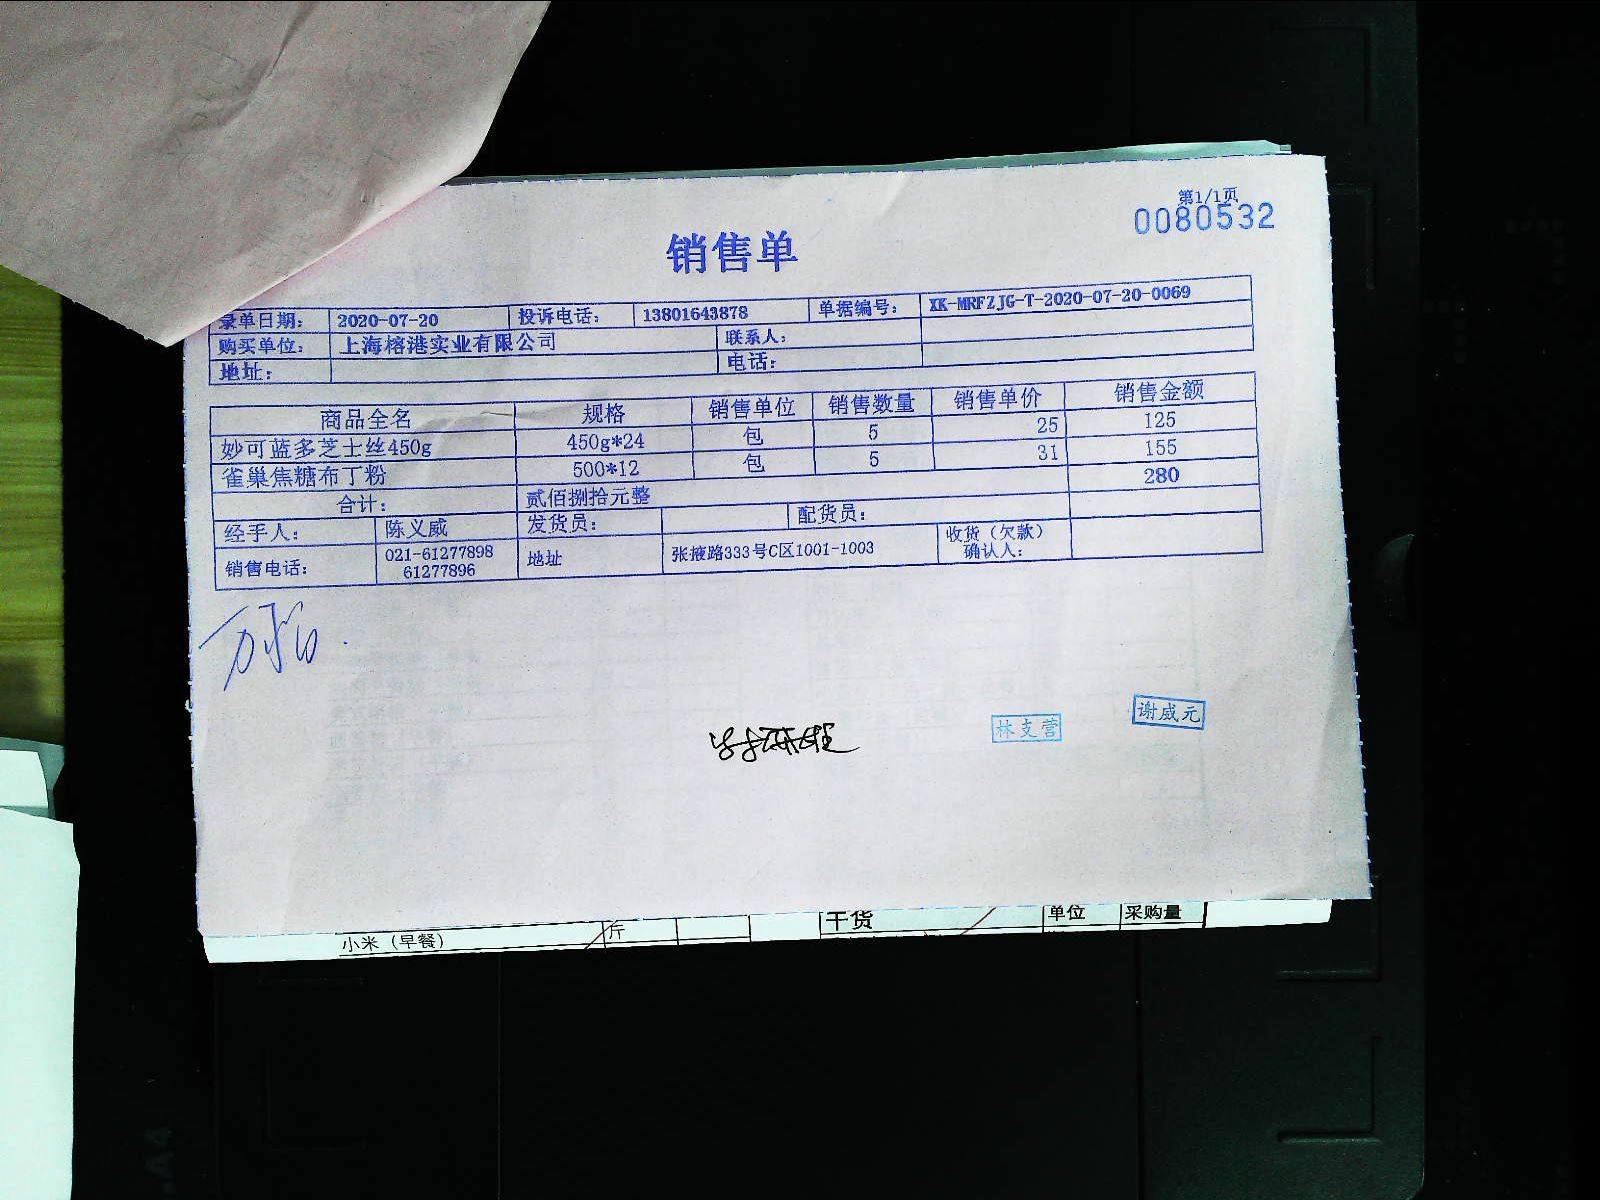 第1/1页
0080532
销售单
录单日期： 2020-07-20 投诉电话： 13801643878 单据编号： XK-MRFZJG-T-2020-07-20-0069
购买单位： 上海榕港实业有限公司 联系人：
地址： 电话：
商品全名 规格 销售单位 销售数量 销售单价 销售金额
妙可蓝多芝士丝450g 450g*24 包 5 25 125
雀巢焦糖布丁粉 500*12 包 5 31 155
合计： 贰佰捌拾元整 280
经手人： 陈义威 发货员： 配货员：
销售电话： 021-61277898 61277896 地址 张掖路333号C区1001-1003 收货（欠款）确认人：
林支营 谢威元
小米（早餐） 斤 干货 单位 采购量